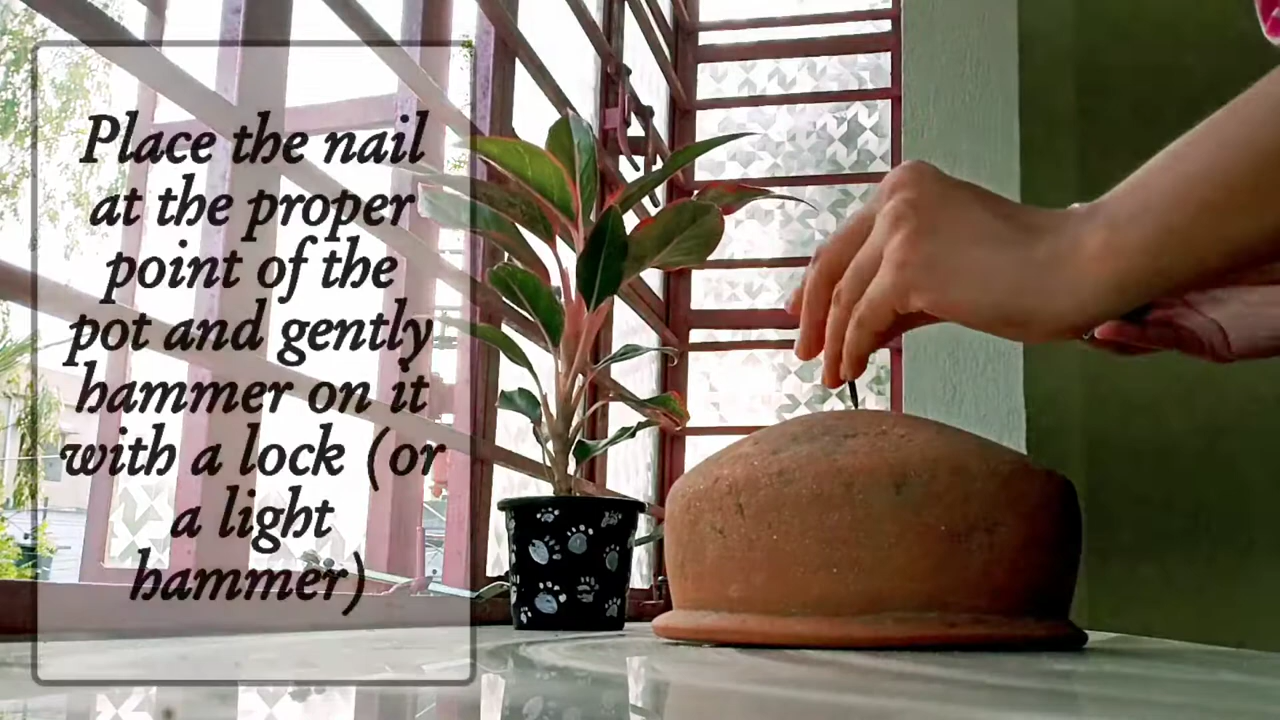 Place the nail
at the proper
point of the
pot and gently
hammer on it
with a lock (or
a light
hammer)